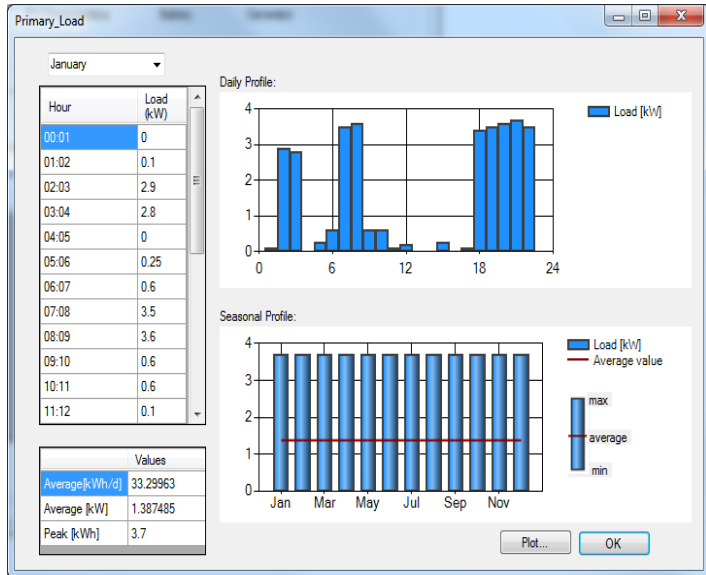 Primary_Load
January
Hour Load (kW)
00:01 0
01:02 0.1
02:03 2.9
03:04 2.8
04:05 0
05:06 0.25
06:07 0.6
07:08 3.5
08:09 3.6
09:10 0.6
10:11 0.6
11:12 0.1
Values
Average[kWh/d] 33.29963
Average [kW] 1.387485
Peak [kWh] 3.7
Daily Profile:
4
3
2
1
0
0 6 12 18 24
Load [kW]
Seasonal Profile:
4
3
2
1
0
Jan Mar May Jul Sep Nov
Load [kW]
Average value
max
average
min
Plot... OK